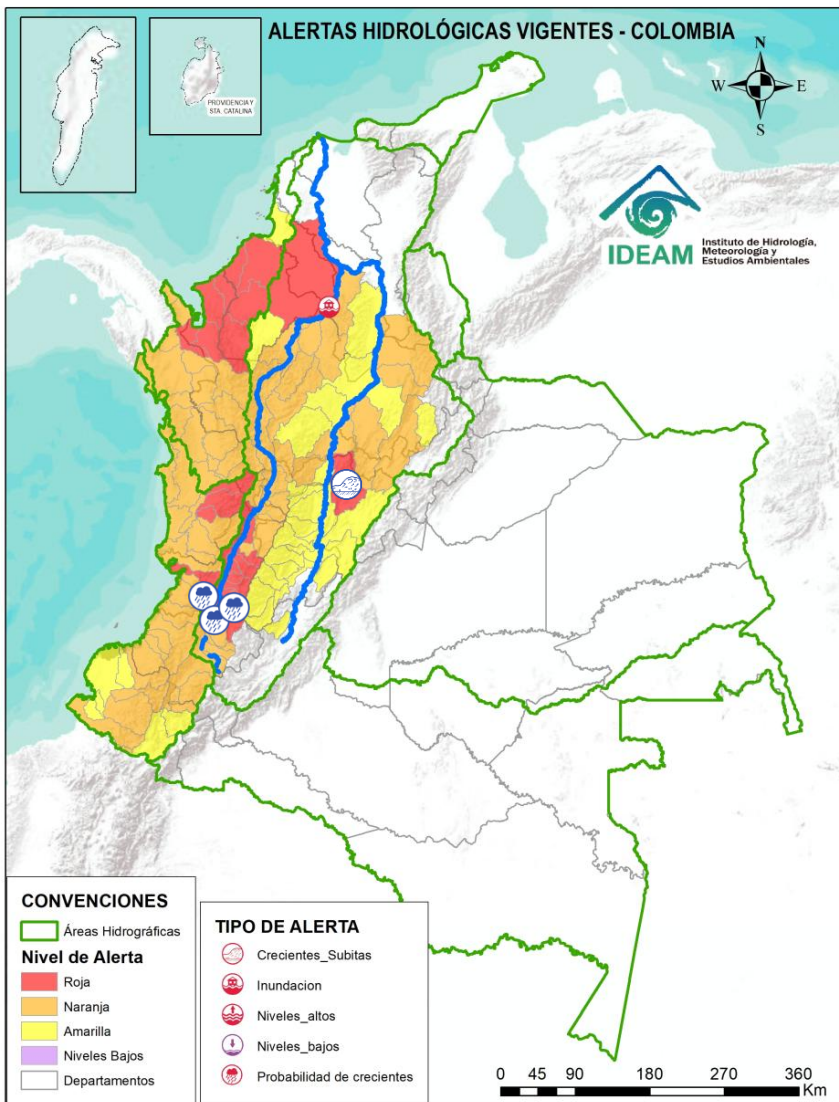 ALERTAS HIDROLÓGICAS VIGENTES - COLOMBIA
PROVIDENCIA Y
STA. CATALINA
N
W
E
S
IDEAM
Instituto de Hidrología,
Meteorología y
Estudios Ambientales
CONVENCIONES
Áreas Hidrográficas
Nivel de Alerta
Roja
Naranja
Amarilla
Niveles Bajos
Departamentos
TIPO DE ALERTA
Crecientes_Subitas
Inundacion
Niveles_altos
Niveles_bajos
Probabilidad de crecientes
0 45 90 180 270 360
Km